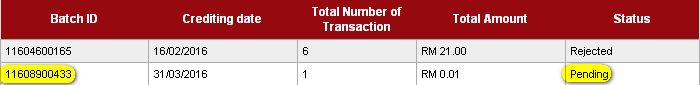 Batch ID Crediting date Total Number of Transaction Total Amount Status
11604600165 16/02/2016 6 RM 21.00 Rejected
11608900433 31/03/2016 1 RM 0.01 Pending